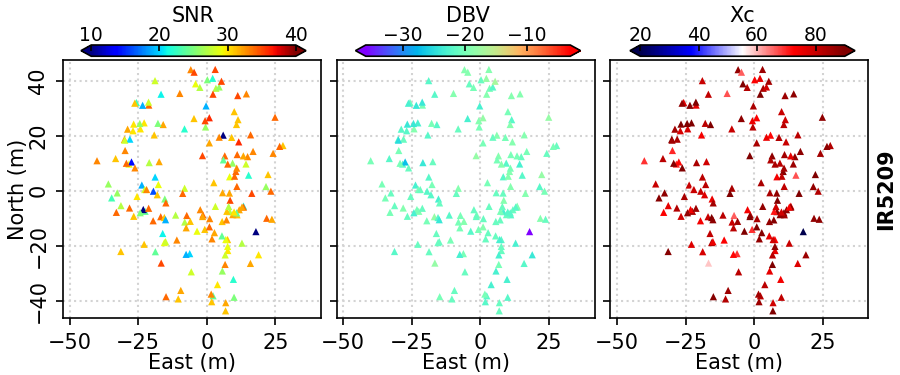 SNR DBV Xc
10 20 30 40 −30 −20 −10 20 40 60 80
40
20
0
−20
−40
North (m)
IR5209
−50 −25 0 25 −50 −25 0 25 −50 −25 0 25
East (m) East (m) East (m)